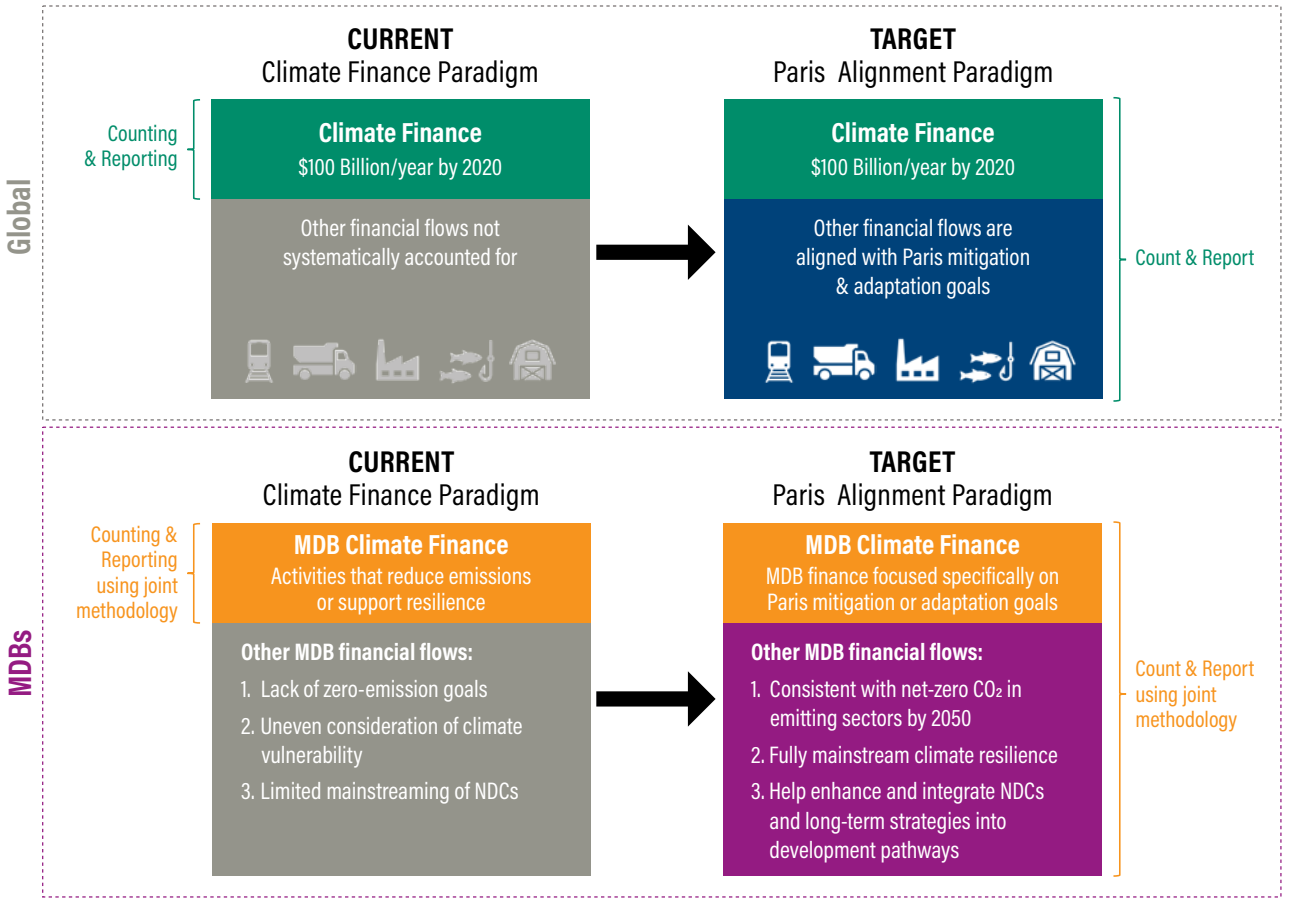 Global
CURRENT
Climate Finance Paradigm
Counting
& Reporting
Climate Finance
$100 Billion/year by 2020
Other financial flows not
systematically accounted for
TARGET
Paris Alignment Paradigm
Climate Finance
$100 Billion/year by 2020
Other financial flows are
aligned with Paris mitigation
& adaptation goals
Count & Report
MDBs
CURRENT
Climate Finance Paradigm
Counting &
Reporting
using joint
methodology
MDB Climate Finance
Activities that reduce emissions
or support resilience
Other MDB financial flows:
1. Lack of zero-emission goals
2. Uneven consideration of climate
vulnerability
3. Limited mainstreaming of NDCs
TARGET
Paris Alignment Paradigm
MDB Climate Finance
MDB finance focused specifically on
Paris mitigation or adaptation goals
Other MDB financial flows:
1. Consistent with net-zero CO₂ in
emitting sectors by 2050
2. Fully mainstream climate resilience
3. Help enhance and integrate NDCs
and long-term strategies into
development pathways
Count & Report
using joint
methodology